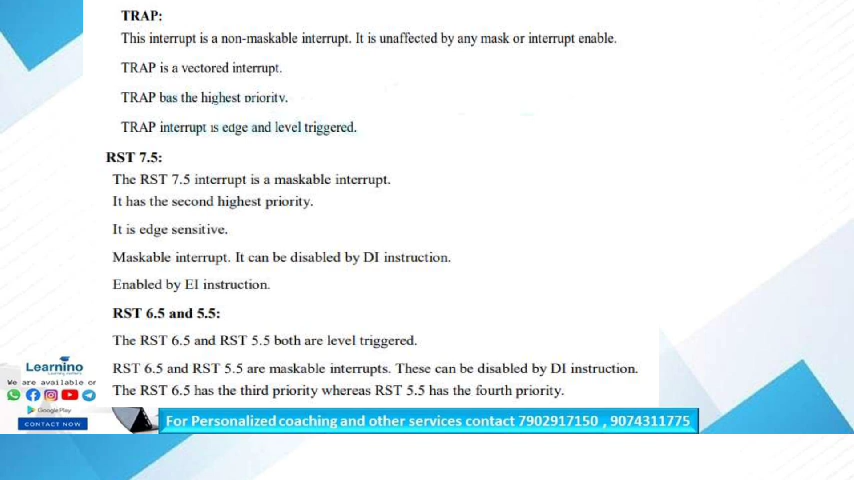 TRAP:
This interrupt is a non-maskable interrupt. It is unaffected by any mask or interrupt enable.
TRAP is a vectored interrupt.
TRAP has the highest priority.
TRAP interrupt is edge and level triggered.
RST 7.5:
The RST 7.5 interrupt is a maskable interrupt.
It has the second highest priority.
It is edge sensitive.
Maskable interrupt. It can be disabled by DI instruction.
Enabled by EI instruction.
RST 6.5 and 5.5:
The RST 6.5 and RST 5.5 both are level triggered.
RST 6.5 and RST 5.5 are maskable interrupts. These can be disabled by DI instruction.
The RST 6.5 has the third priority whereas RST 5.5 has the fourth priority.
Learnino
We are available on
Google Play
CONTACT NOW
For Personalized coaching and other services contact 7902917150 , 9074311775